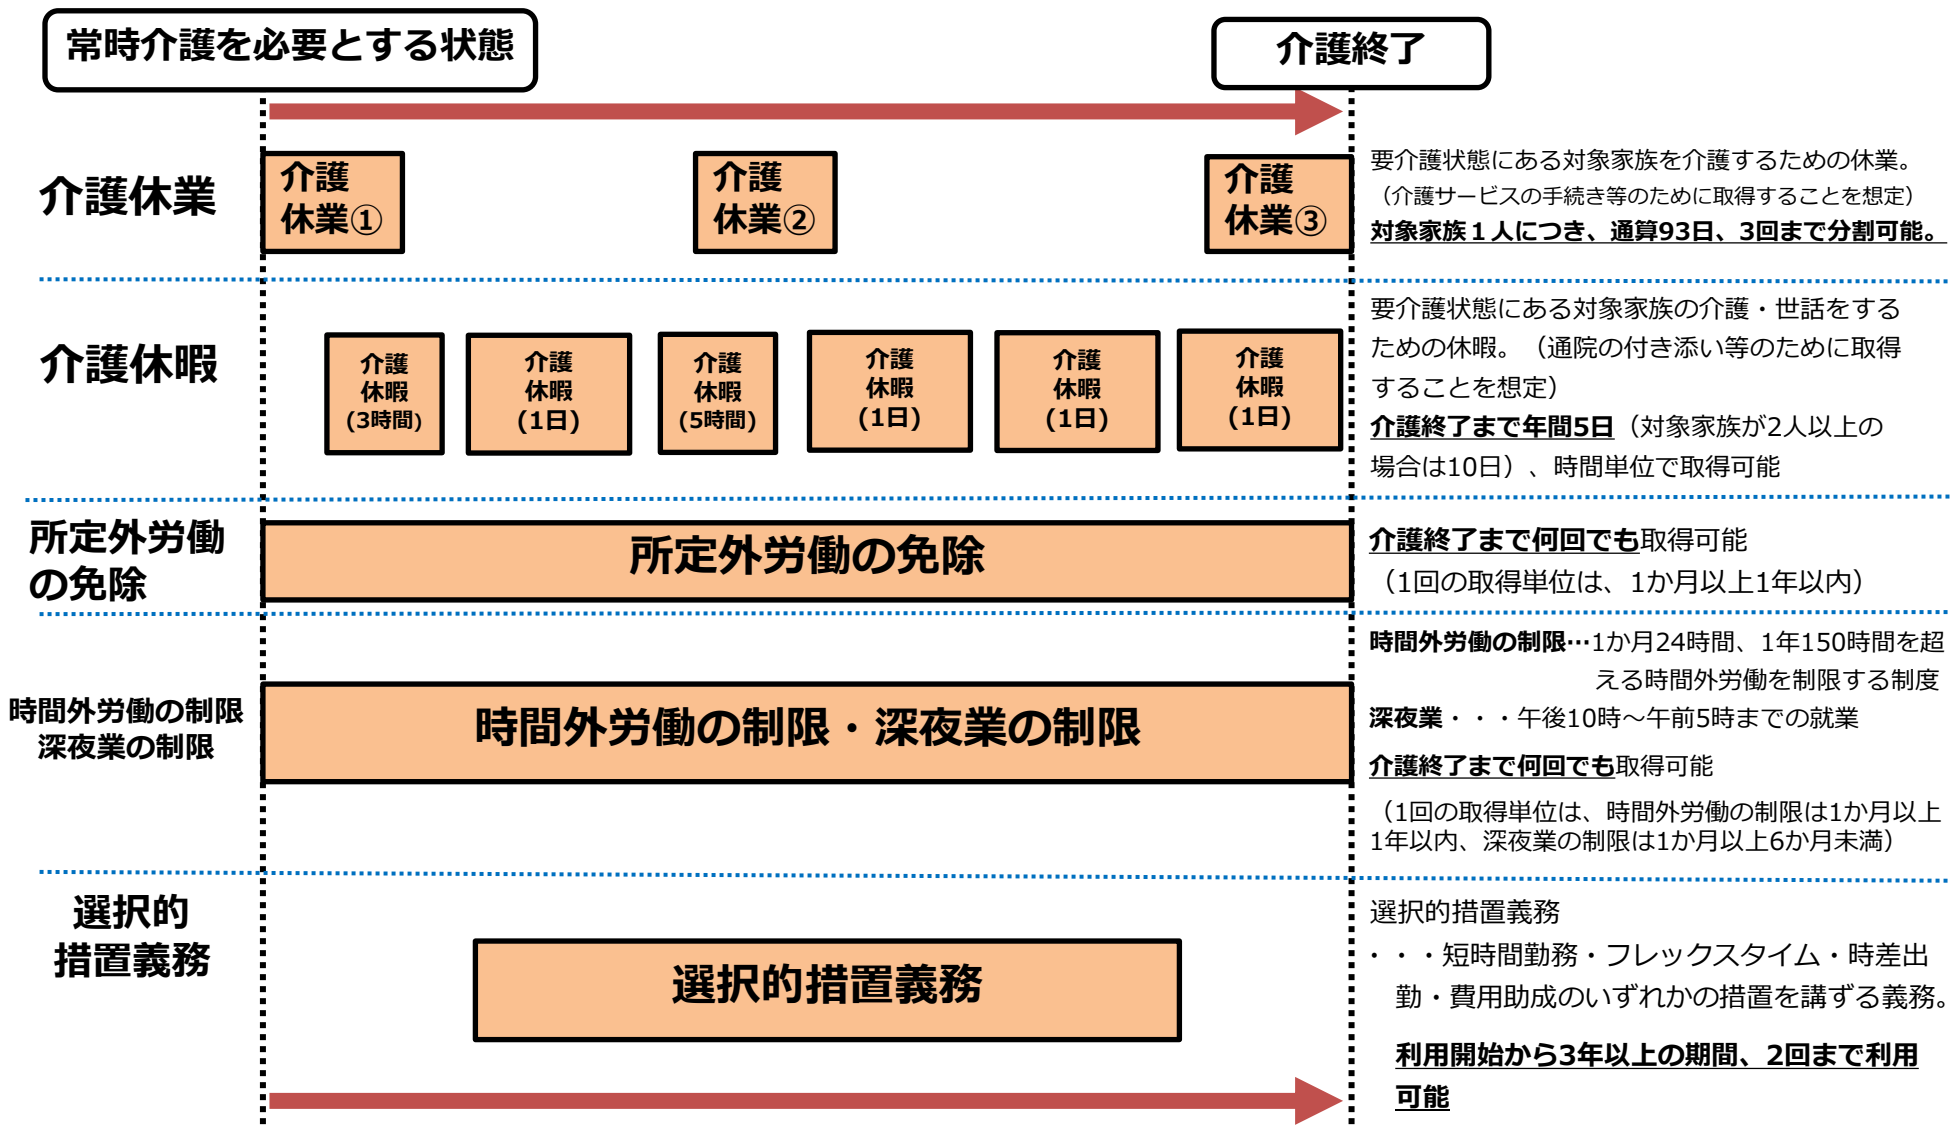 常時介護を必要とする状態
介護終了
介護休業
介護
休業①
介護
休業②
介護
休業③
要介護状態にある対象家族を介護するための休業。
（介護サービスの手続き等のために取得することを想定）
対象家族１人につき、通算93日、3回まで分割可能。
介護休暇
介護
休暇
(3時間)
介護
休暇
(1日)
介護
休暇
(5時間)
介護
休暇
(1日)
介護
休暇
(1日)
介護
休暇
(1日)
要介護状態にある対象家族の介護・世話をする
ための休暇。（通院の付き添い等のために取得
することを想定）
介護終了まで年間5日（対象家族が2人以上の
場合は10日）、時間単位で取得可能
所定外労働
の免除
所定外労働の免除
介護終了まで何回でも取得可能
（1回の取得単位は、1か月以上1年以内）
時間外労働の制限
深夜業の制限
時間外労働の制限・深夜業の制限
時間外労働の制限…1か月24時間、1年150時間を超
える時間外労働を制限する制度
深夜業・・・午後10時～午前5時までの就業
介護終了まで何回でも取得可能
（1回の取得単位は、時間外労働の制限は1か月以上
1年以内、深夜業の制限は1か月以上6か月未満）
選択的
措置義務
選択的措置義務
選択的措置義務
・・・短時間勤務・フレックスタイム・時差出
勤・費用助成のいずれかの措置を講ずる義務。
利用開始から3年以上の期間、2回まで利用
可能